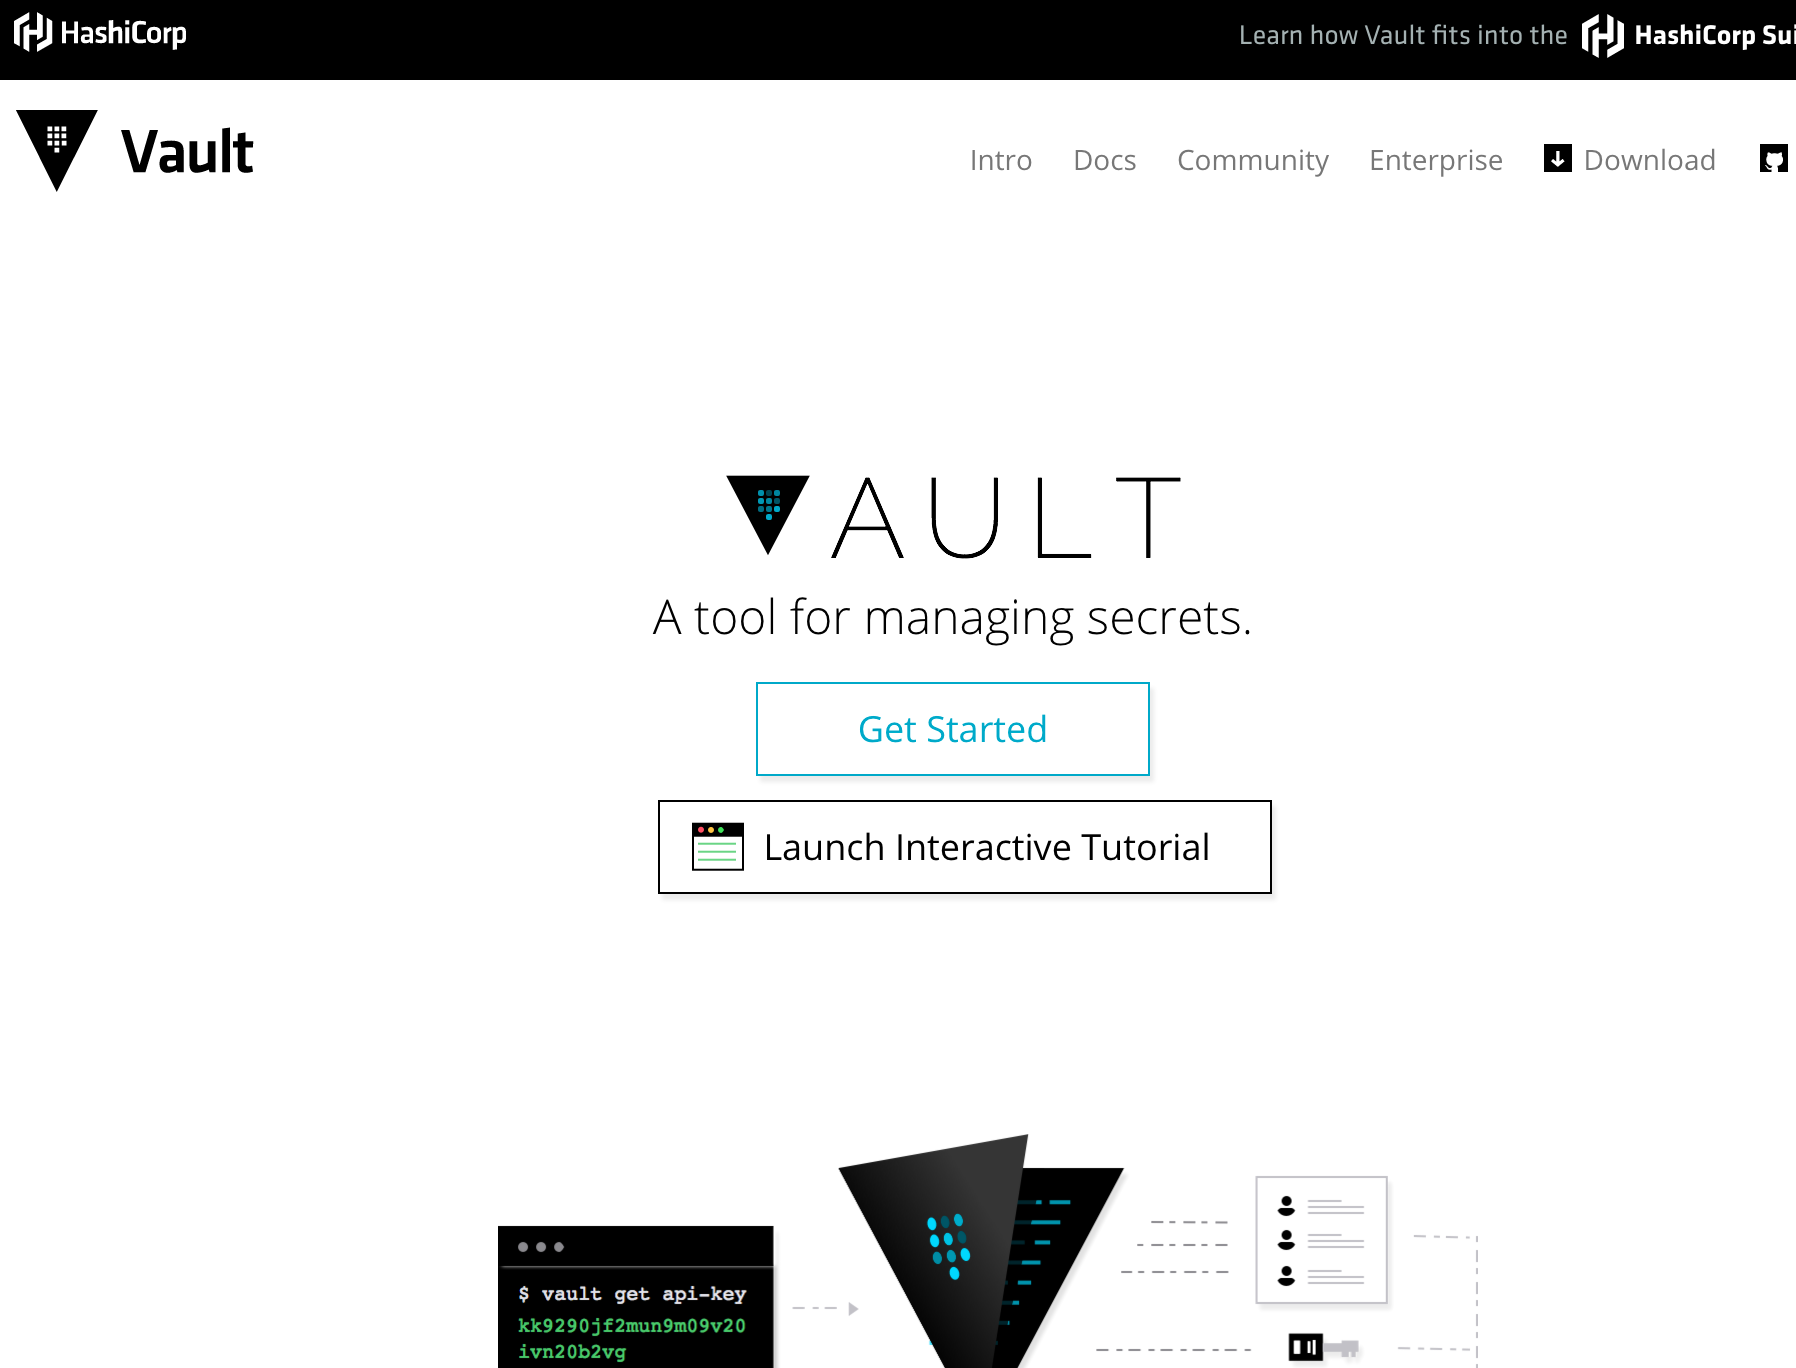 HashiCorp
Learn how Vault fits into the HashiCorp
Vault
Intro Docs Community Enterprise Download
VAULT
A tool for managing secrets.
Get Started
Launch Interactive Tutorial
$ vault get api-key
kk9290jf2mun9m09v20
ivn20b2vg